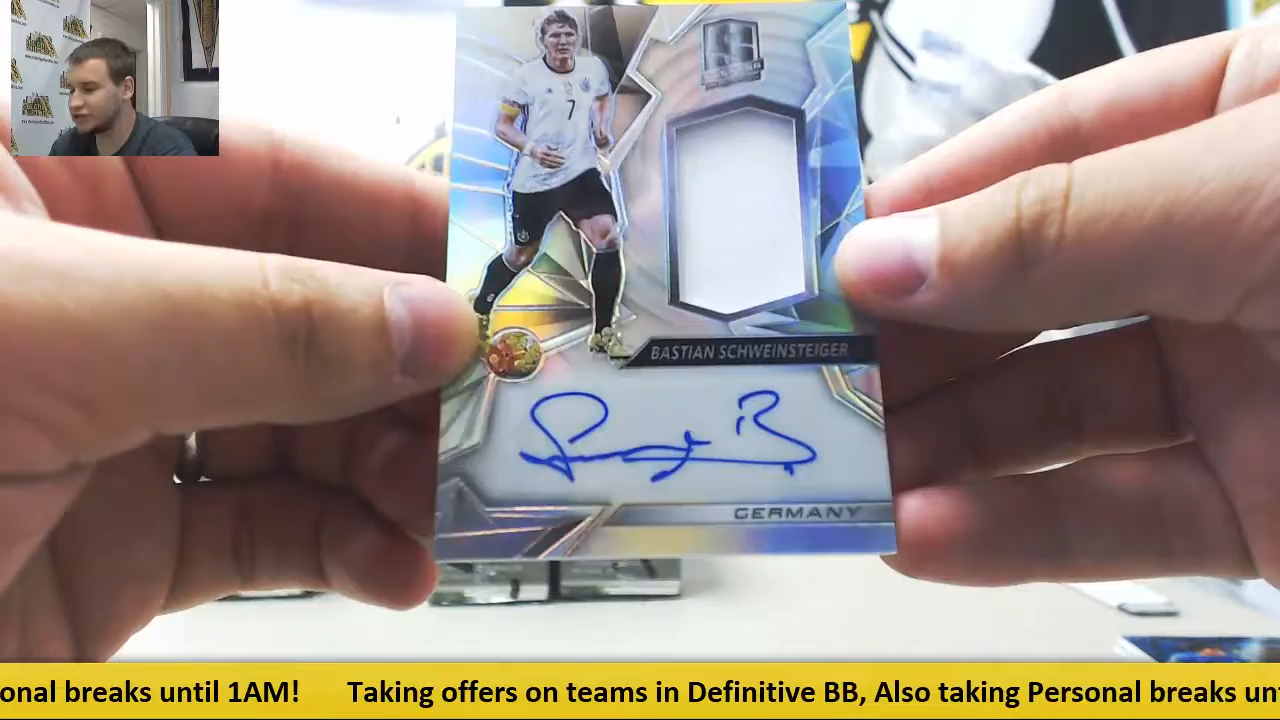 7
BASTIAN SCHWEINSTEIGER
GERMANY
onal breaks until 1AM!    Taking offers on teams in Definitive BB, Also taking Personal breaks unt